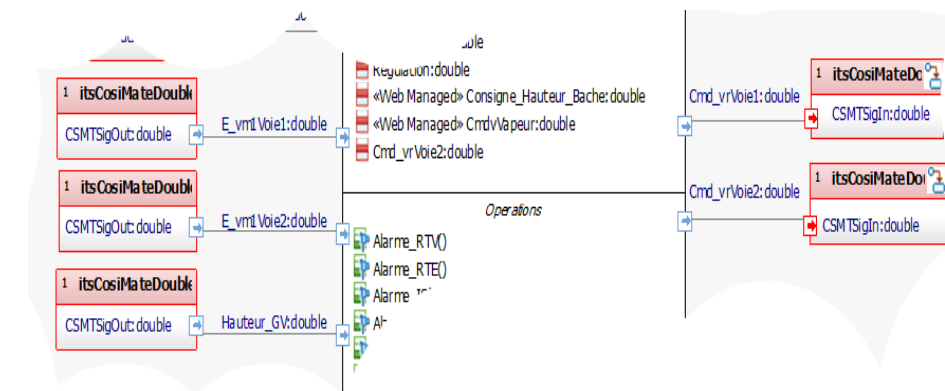 1 itsCosiMateDouble
CSMTSigOut:double
E_vm1Voie1:double
1 itsCosiMateDouble
CSMTSigOut:double
E_vm1Voie2:double
1 itsCosiMateDouble
CSMTSigOut:double
Hauteur_GV:double
Regulation:double
«Web Managed» Consigne_Hauteur_Bache:double
«Web Managed» CmdvVapeur:double
Cmd_vrVoie2:double
Operations
Alarme_RTV()
Alarme_RTE()
Alarme
Cmd_vrVoie1:double
1 itsCosiMateDo
CSMTSigIn:double
Cmd_vrVoie2:double
1 itsCosiMateDo
CSMTSigIn:double